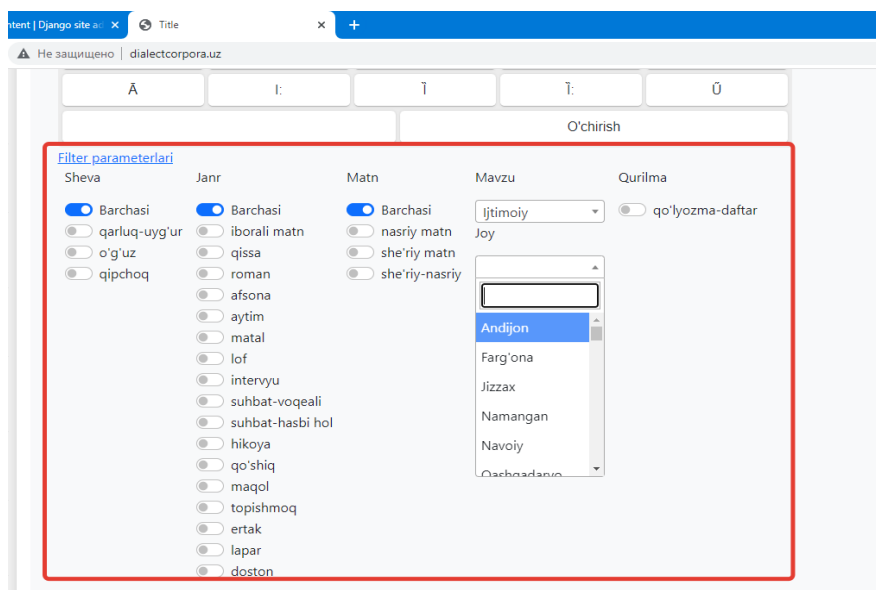 ntent | Django site ad
Title
Не защищено | dialectcorpora.uz
Ā I: Ȉ Ȉ: Ű
O'chirish
Filter parameterlari
Sheva
Barchasi
qarluq-uyg'ur
o'g'uz
qipchoq
Janr
Barchasi
iborali matn
qissa
roman
afsona
aytim
matal
lof
intervyu
suhbat-voqeali
suhbat-hasbi hol
hikoya
qo'shiq
maqol
topishmoq
ertak
lapar
doston
Matn
Barchasi
nasriy matn
she'riy matn
she'riy-nasriy
Mavzu
Ijtimoiy
Joy
Andijon
Farg'ona
Jizzax
Namangan
Navoiy
Qashqadaryo
Qurilma
qo'lyozma-daftar